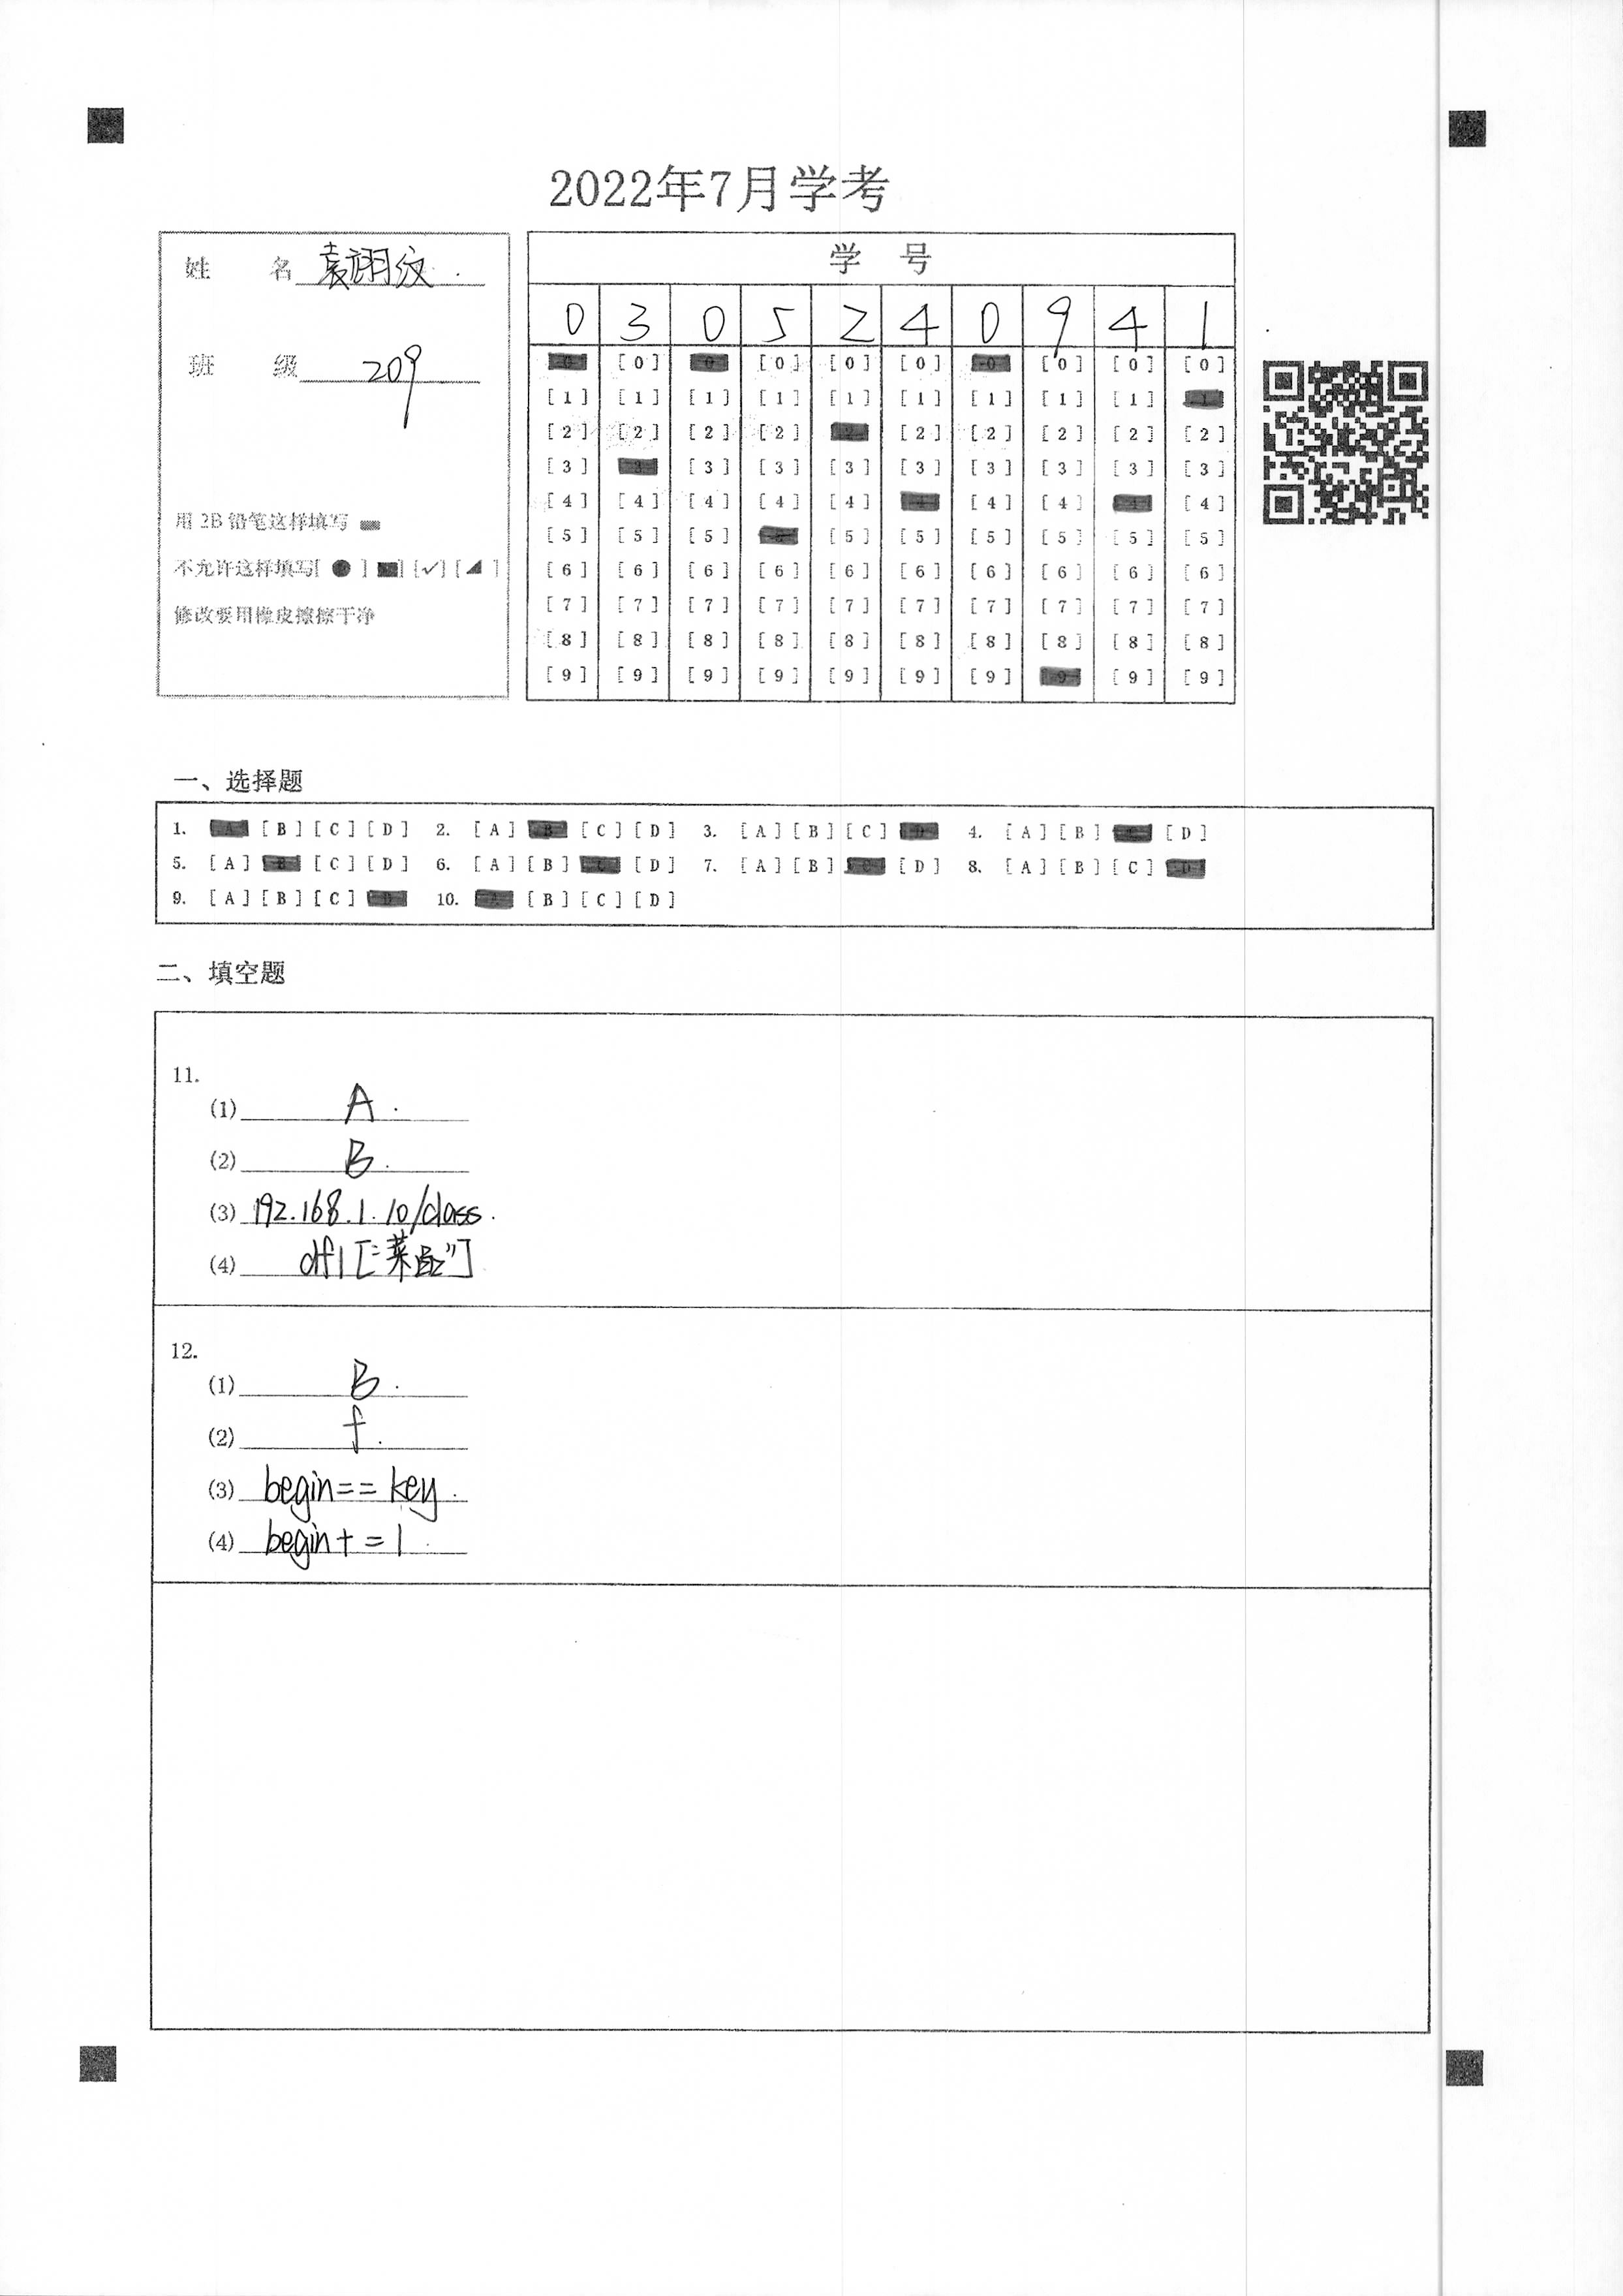 2022年7月学考
姓 名 袁翊纹
班 级 209
用 2B 铅笔这样填写
不允许这样填写[ ● ] [■] [✓] [◢ ]
修改要用橡皮擦擦干净
学 号
0 3 0 5 2 4 0 9 4 1
[0] [0] [0] [0] [0] [0] [0] [0] [0] [0]
[1] [1] [1] [1] [1] [1] [1] [1] [1] [1]
[2] [2] [2] [2] [2] [2] [2] [2] [2] [2]
[3] [3] [3] [3] [3] [3] [3] [3] [3] [3]
[4] [4] [4] [4] [4] [4] [4] [4] [4] [4]
[5] [5] [5] [5] [5] [5] [5] [5] [5] [5]
[6] [6] [6] [6] [6] [6] [6] [6] [6] [6]
[7] [7] [7] [7] [7] [7] [7] [7] [7] [7]
[8] [8] [8] [8] [8] [8] [8] [8] [8] [8]
[9] [9] [9] [9] [9] [9] [9] [9] [9] [9]
一、选择题
1. [A] [B] [C] [D] 2. [A] [B] [C] [D] 3. [A] [B] [C] [D] 4. [A] [B] [C] [D]
5. [A] [B] [C] [D] 6. [A] [B] [C] [D] 7. [A] [B] [C] [D] 8. [A] [B] [C] [D]
9. [A] [B] [C] [D] 10. [A] [B] [C] [D]
二、填空题
11.
(1) A.
(2) B.
(3) 192.168.1.10/class.
(4) df1["菜品"]
12.
(1) B.
(2) f.
(3) begin==key.
(4) begin+=1